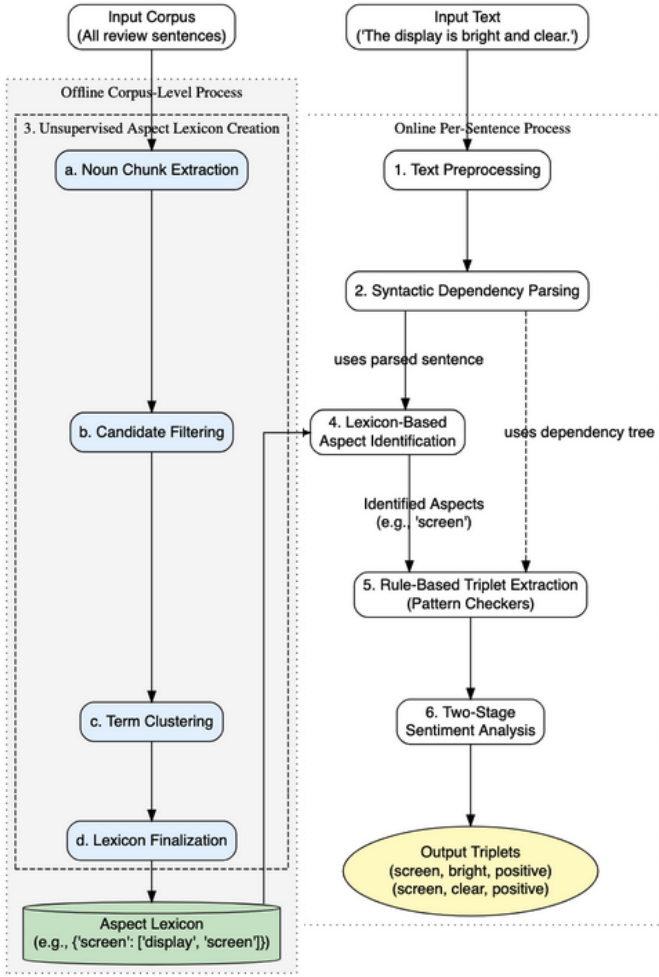 Input Corpus
(All review sentences)
Input Text
('The display is bright and clear.')
Offline Corpus-Level Process
3. Unsupervised Aspect Lexicon Creation
Online Per-Sentence Process
a. Noun Chunk Extraction
1. Text Preprocessing
2. Syntactic Dependency Parsing
uses parsed sentence
b. Candidate Filtering
4. Lexicon-Based
Aspect Identification
uses dependency tree
Identified Aspects
(e.g., 'screen')
5. Rule-Based Triplet Extraction
(Pattern Checkers)
c. Term Clustering
6. Two-Stage
Sentiment Analysis
d. Lexicon Finalization
Output Triplets
(screen, bright, positive)
(screen, clear, positive)
Aspect Lexicon
(e.g., {'screen': ['display', 'screen']})